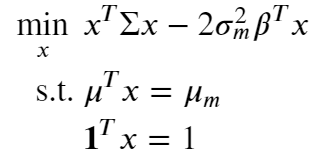 min x^T Σx − 2σ_m^2 β^T x
x
s.t. μ^T x = μ_m
1^T x = 1